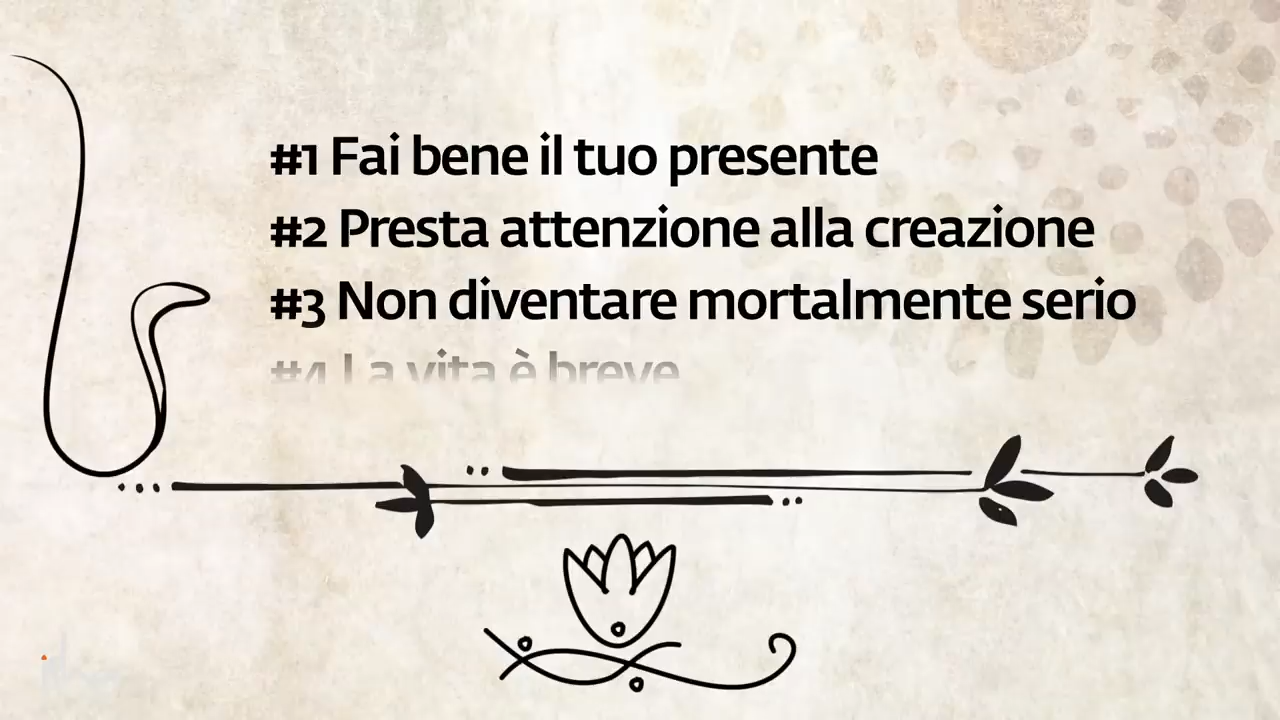 #1 Fai bene il tuo presente
#2 Presta attenzione alla creazione
#3 Non diventare mortalmente serio
#4 La vita è breve